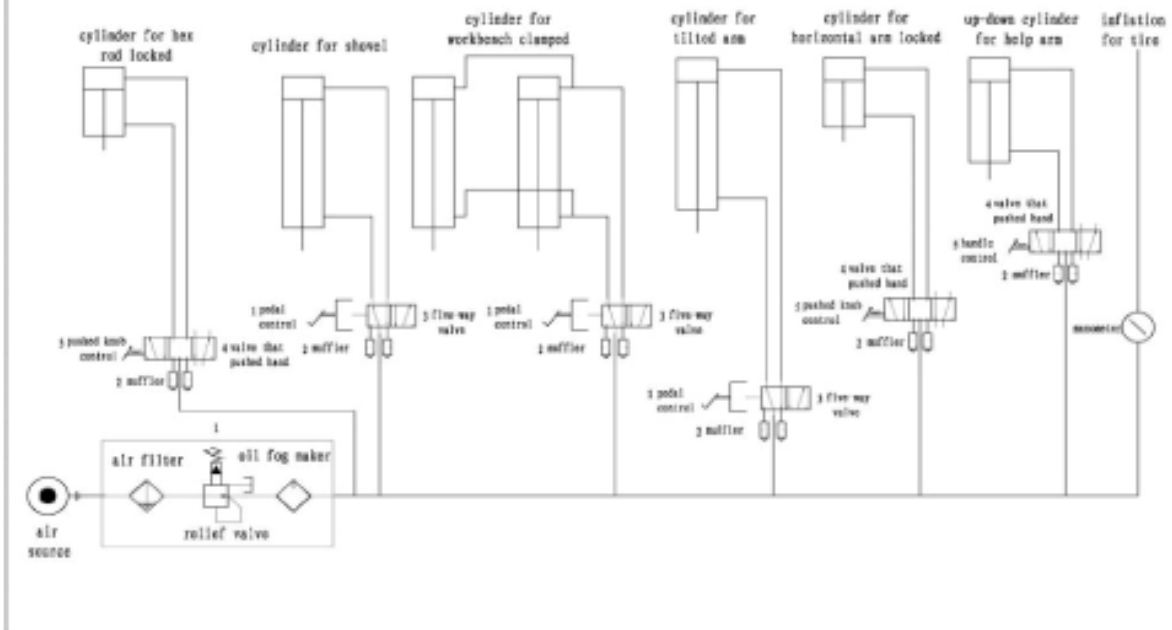 cylinder for hex
rod locked
cylinder for shovel
cylinder for
workbench clamped
cylinder for
tilted arm
cylinder for
horizontal arm locked
up-down cylinder
for help arm
inflation
for tire
4 valve that
pushed hand
5 handle
control
2 muffler
4 valve that
pushed hand
5 pushed knob
control
2 muffler
manometer
1 pedal
control
3 five-way
valve
2 muffler
1 pedal
control
3 five-way
valve
2 muffler
5 pushed knob
control
4 valve that
pushed hand
2 muffler
1 pedal
control
3 five-way
valve
2 muffler
1
air filter
oil fog maker
relief valve
air
source